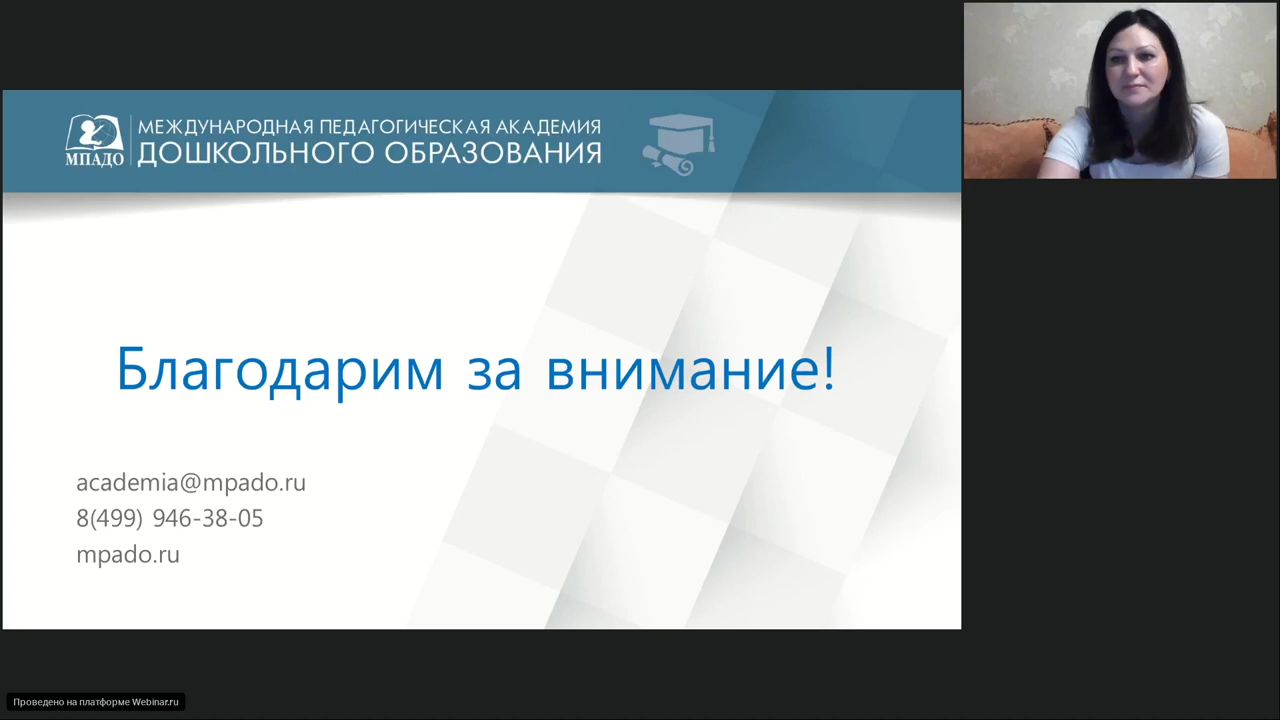 МПАДО
МЕЖДУНАРОДНАЯ ПЕДАГОГИЧЕСКАЯ АКАДЕМИЯ
ДОШКОЛЬНОГО ОБРАЗОВАНИЯ
Благодарим за внимание!
academia@mpado.ru
8(499) 946-38-05
mpado.ru
Проведено на платформе Webinar.ru